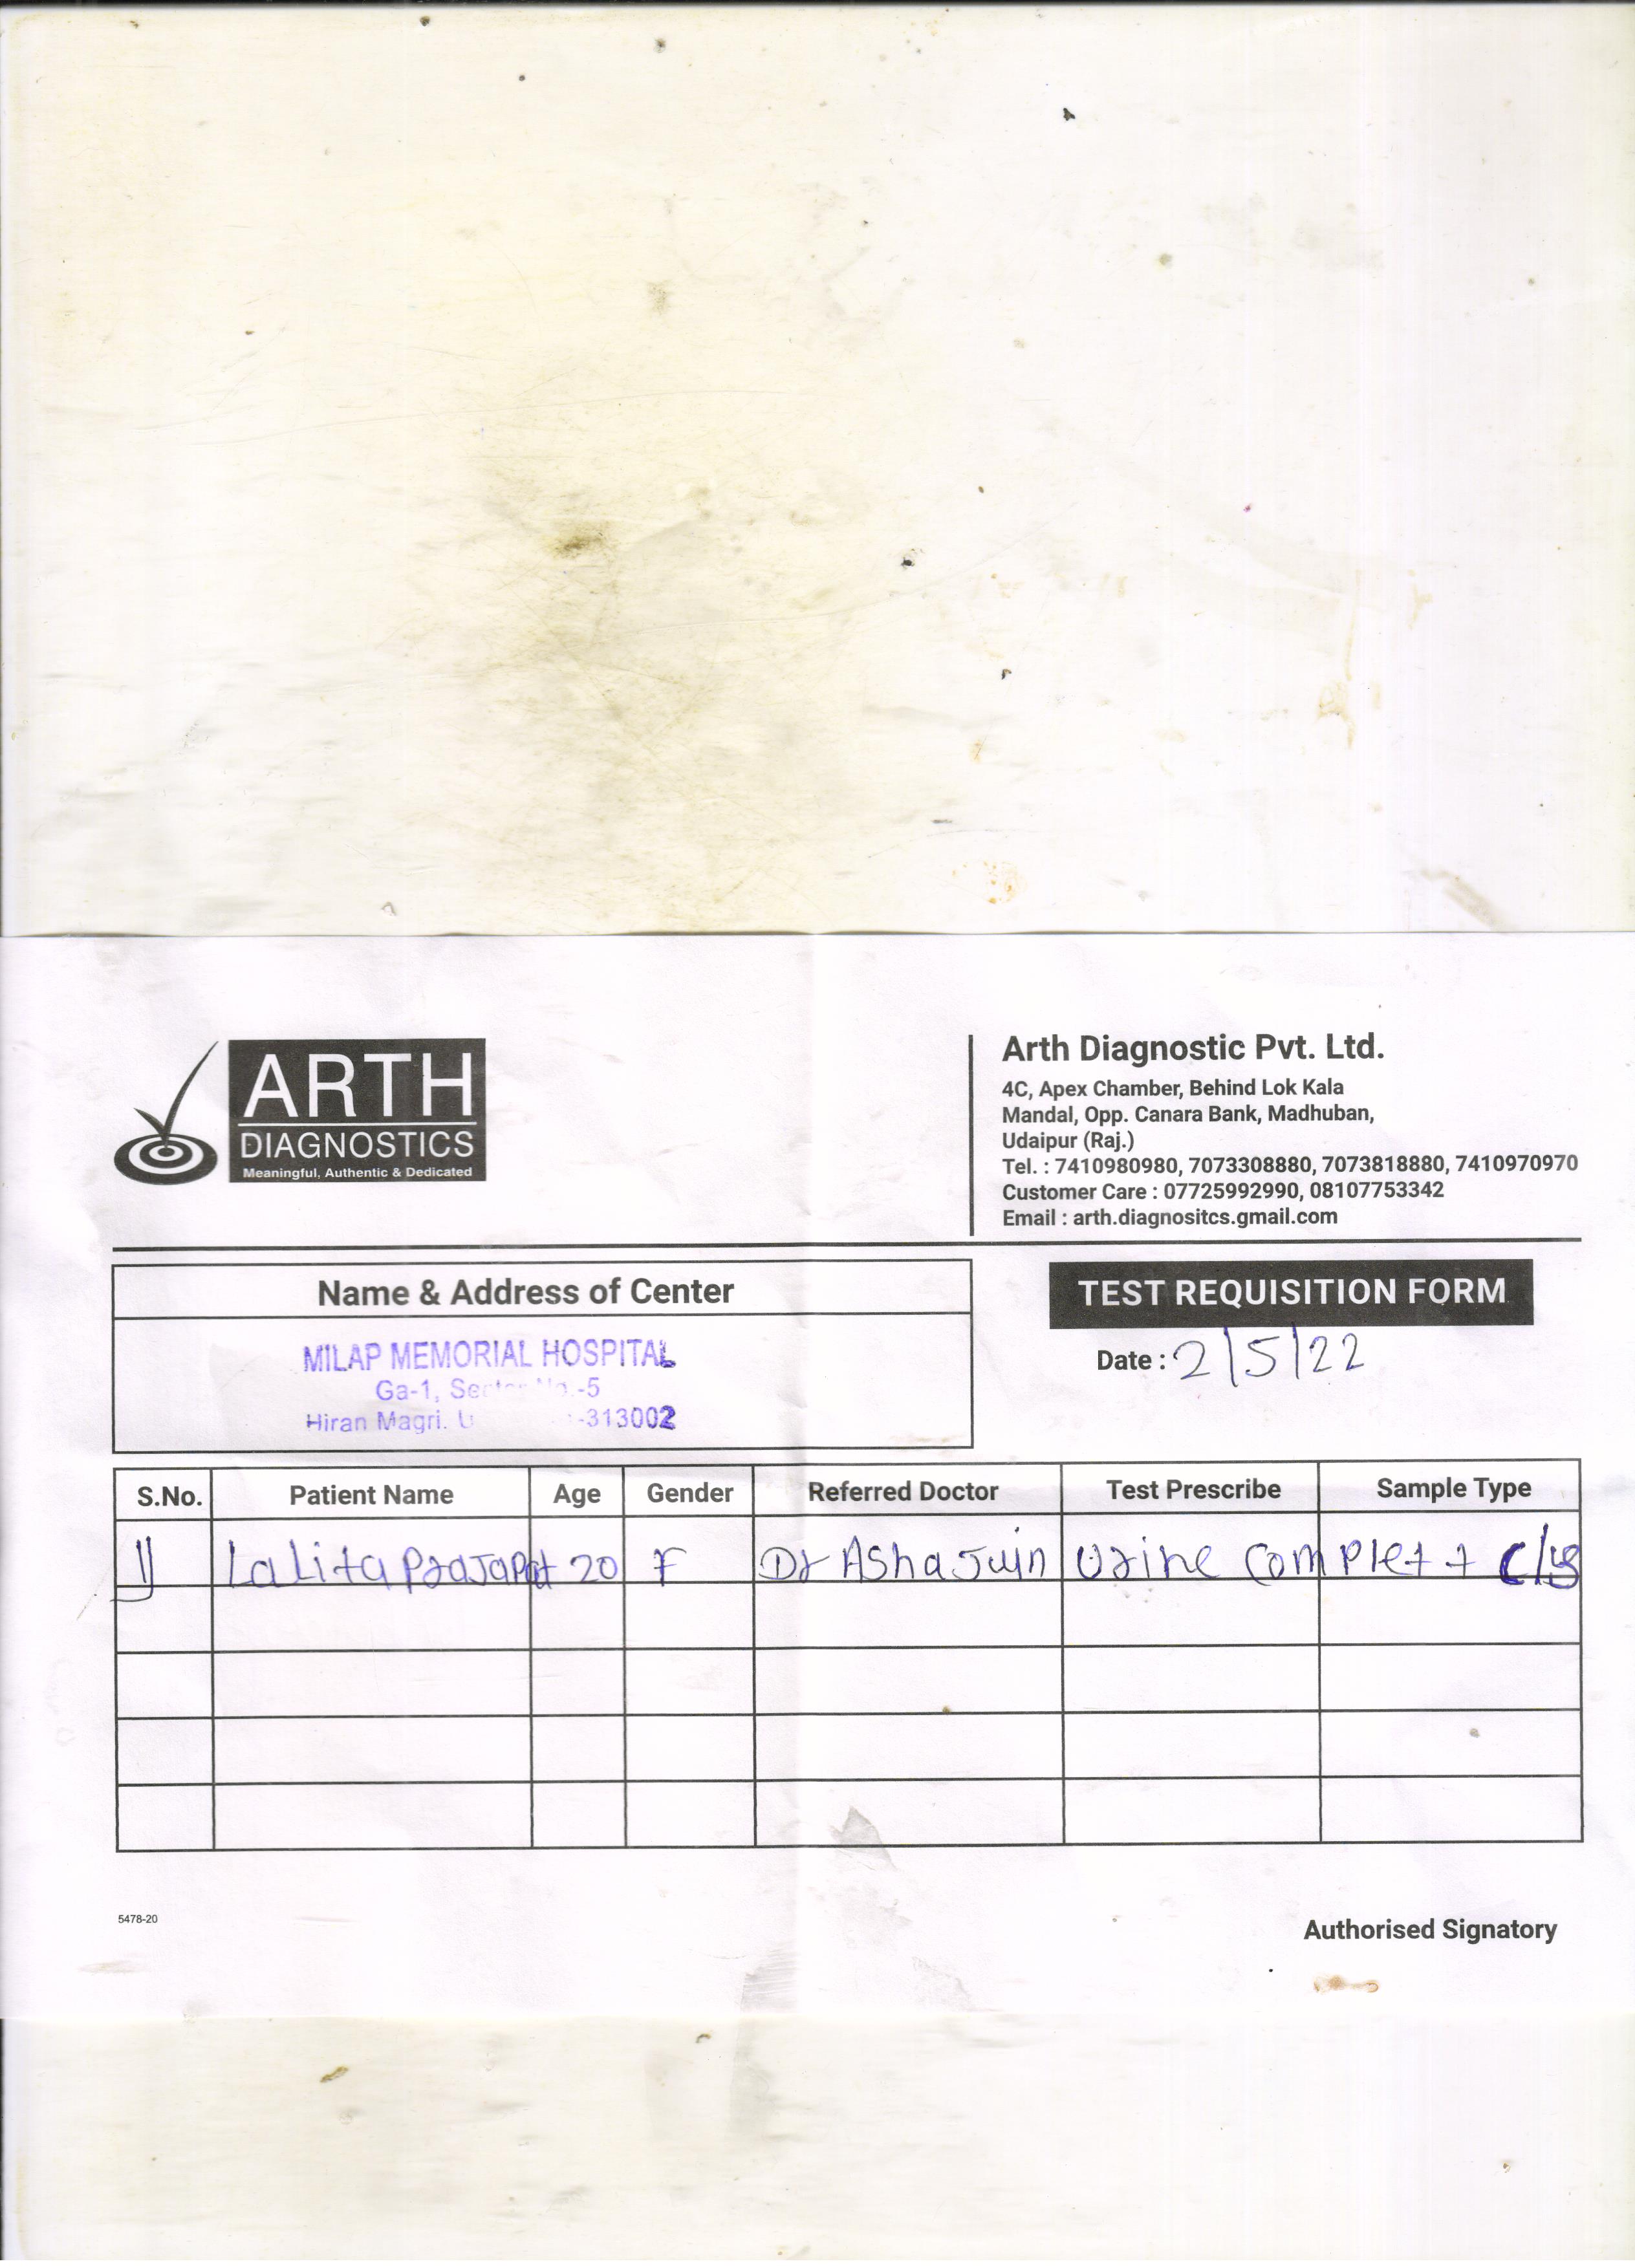 ARTH
DIAGNOSTICS
Meaningful, Authentic & Dedicated
Arth Diagnostic Pvt. Ltd.
4C, Apex Chamber, Behind Lok Kala
Mandal, Opp. Canara Bank, Madhuban,
Udaipur (Raj.)
Tel. : 7410980980, 7073308880, 7073818880, 7410970970
Customer Care : 07725992990, 08107753342
Email : arth.diagnositcs.gmail.com
Name & Address of Center
MILAP MEMORIAL HOSPITAL
Ga-1, -5
Hiran Magri. -313002
TEST REQUISITION FORM
Date : 2/5/22
S.No. Patient Name Age Gender Referred Doctor Test Prescribe Sample Type
1) Lalita Prajapat 20 F Dr Asha Juin Urine Complet + C/s
5478-20
Authorised Signatory